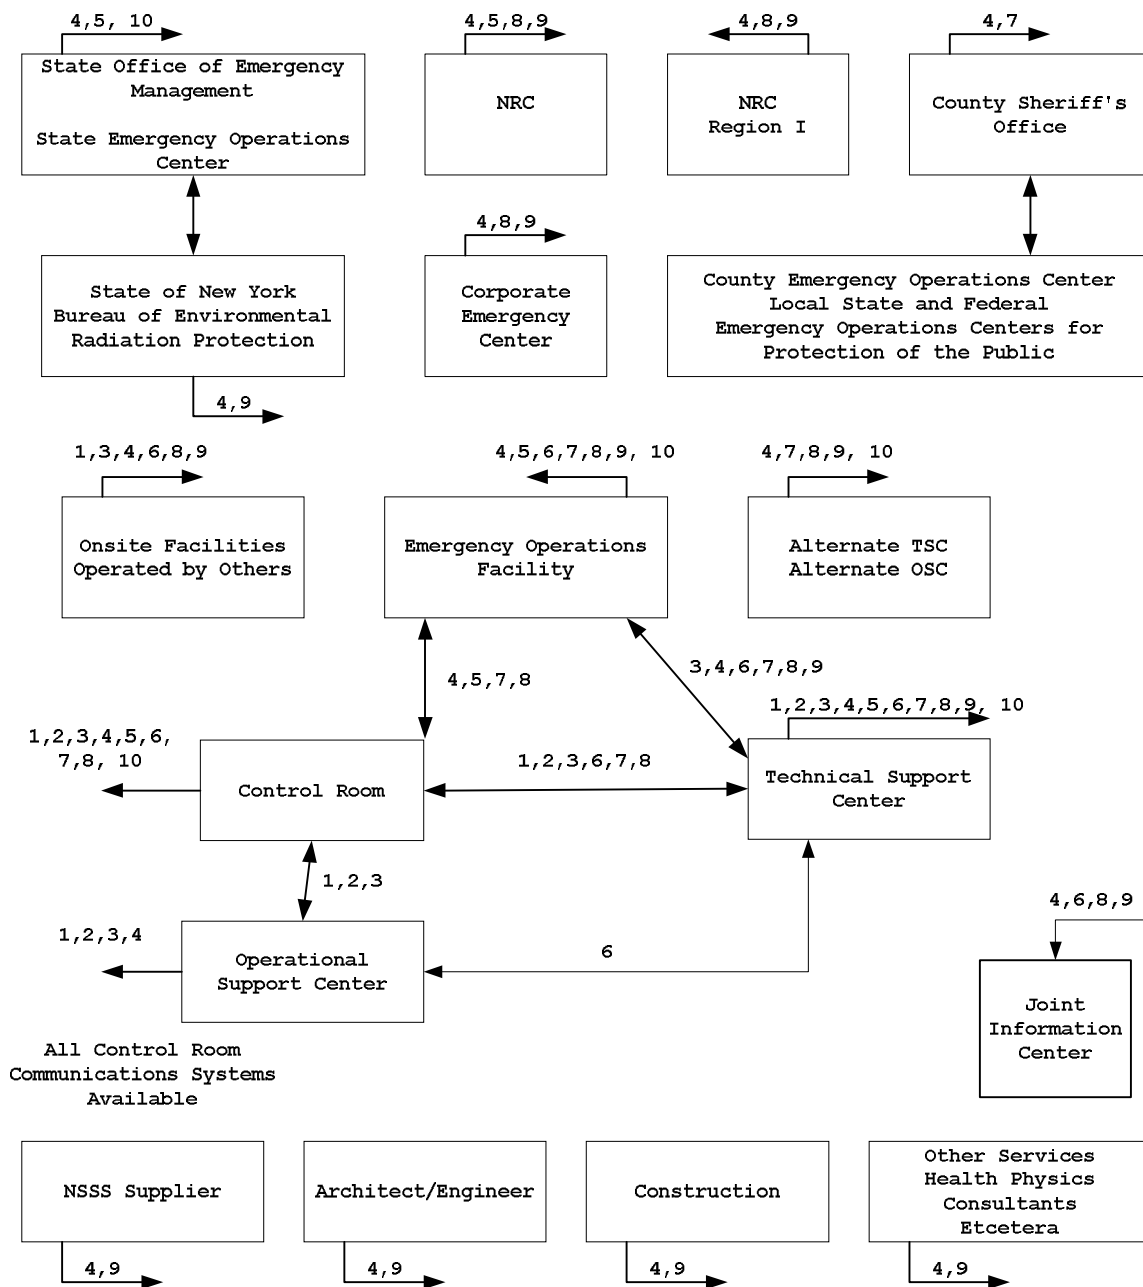 4,5, 10
4,5,8,9
4,8,9
4,7
State Office of Emergency
Management
State Emergency Operations
Center
NRC
NRC
Region I
County Sheriff's
Office
4,8,9
State of New York
Bureau of Environmental
Radiation Protection
Corporate
Emergency
Center
County Emergency Operations Center
Local State and Federal
Emergency Operations Centers for
Protection of the Public
4,9
1,3,4,6,8,9
4,5,6,7,8,9, 10
4,7,8,9, 10
Onsite Facilities
Operated by Others
Emergency Operations
Facility
Alternate TSC
Alternate OSC
4,5,7,8
3,4,6,7,8,9
1,2,3,4,5,6,7,8,9, 10
1,2,3,4,5,6,
7,8, 10
Control Room
1,2,3,6,7,8
Technical Support
Center
1,2,3
4,6,8,9
1,2,3,4
Operational
Support Center
6
Joint
Information
Center
All Control Room
Communications Systems
Available
NSSS Supplier
Architect/Engineer
Construction
Other Services
Health Physics
Consultants
Etcetera
4,9
4,9
4,9
4,9